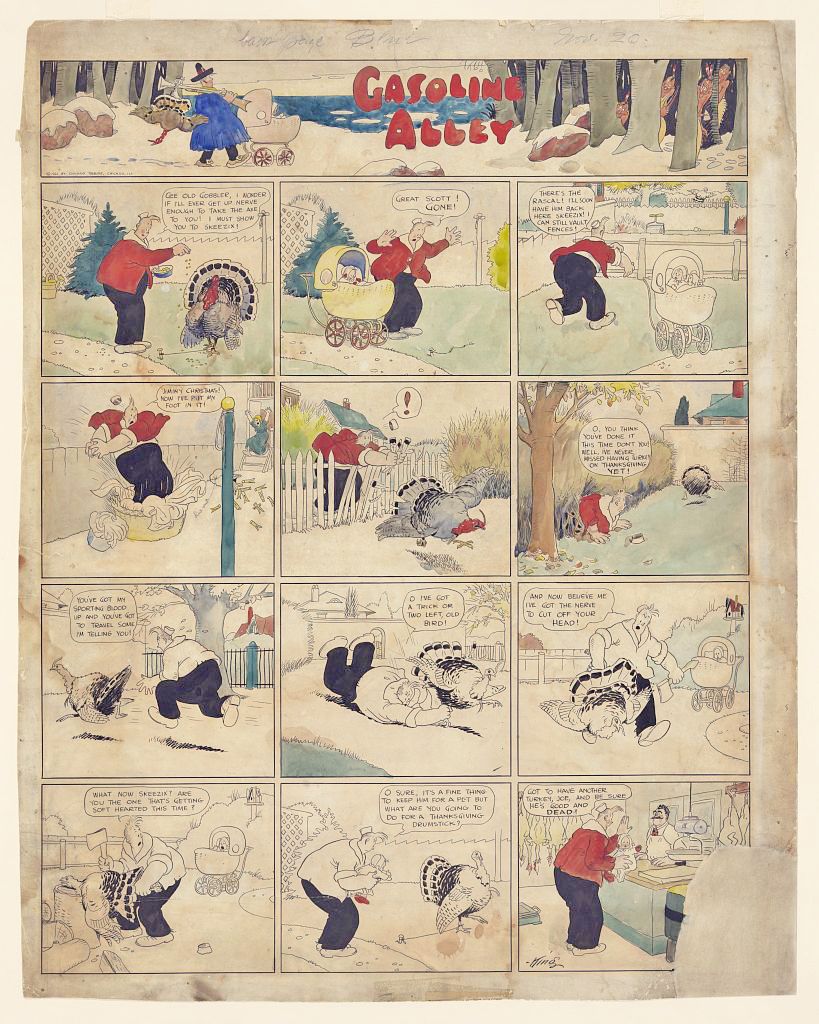 Nov. 20.
GASOLINE
ALLEY
GEE OLD GOBBLER, I WONDER
IF I'LL EVER GET UP NERVE
ENOUGH TO TAKE THE AXE
TO YOU! I MUST SHOW
YOU TO SKEEZIX!
GREAT SCOTT!
GONE!
THERE'S THE
RASCAL! I'LL SOON
HAVE HIM BACK
HERE SKEEZIX! I
CAN STILL VAULT
FENCES!
JIMINY CHRISTMAS!
NOW I'VE PUT MY
FOOT IN IT!
!
O, YOU THINK
YOU'VE DONE IT
THIS TIME DON'T YOU!
WELL, I'VE NEVER
MISSED HAVING TURKEY
ON THANKSGIVING
YET!
YOU'VE GOT MY
SPORTING BLOOD
UP AND YOU'VE GOT
TO TRAVEL SOME
I'M TELLING YOU!
O I'VE GOT
A TRICK OR
TWO LEFT, OLD
BIRD!
AND NOW BELIEVE ME
I'VE GOT THE NERVE
TO CUT OFF YOUR
HEAD!
WHAT NOW SKEEZIX? ARE
YOU THE ONE THAT'S GETTING
SOFT HEARTED THIS TIME?
O SURE, IT'S A FINE THING
TO KEEP HIM FOR A PET BUT
WHAT ARE YOU GOING TO
DO FOR A THANKSGIVING
DRUMSTICK?
GOT TO HAVE ANOTHER
TURKEY, JOE, AND BE SURE
HE'S GOOD AND
DEAD!
KING